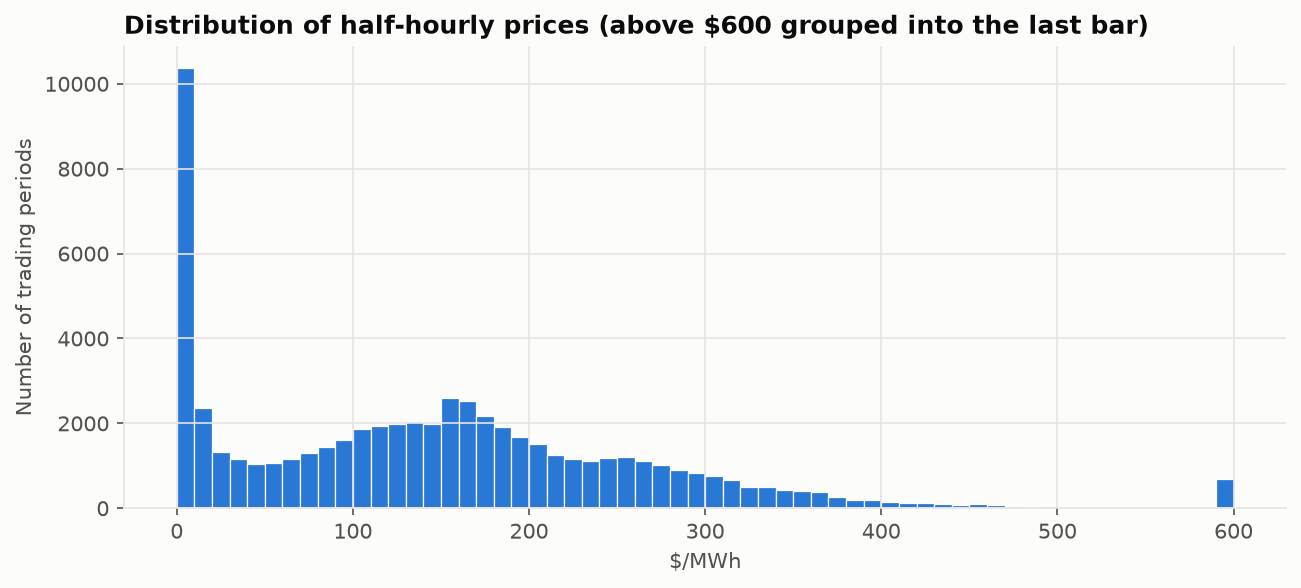 Distribution of half-hourly prices (above $600 grouped into the last bar)
Number of trading periods
10000
8000
6000
4000
2000
0
0 100 200 300 400 500 600
$/MWh